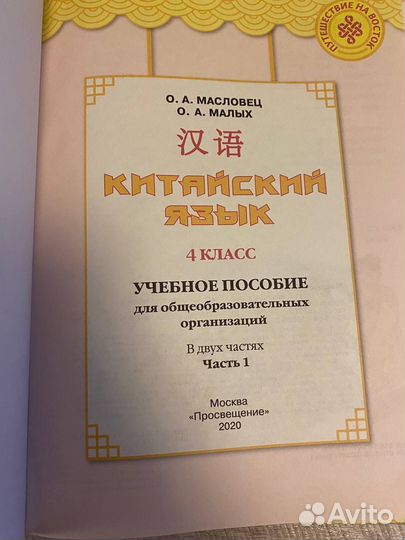 ПУТЕШЕСТВИЕ НА ВОСТОК
О. А. МАСЛОВЕЦ
О. А. МАЛЫХ
汉语
КИТАЙСКИЙ
ЯЗЫК
4 КЛАСС
УЧЕБНОЕ ПОСОБИЕ
для общеобразовательных
организаций
В двух частях
Часть 1
Москва
«Просвещение»
2020
Avito